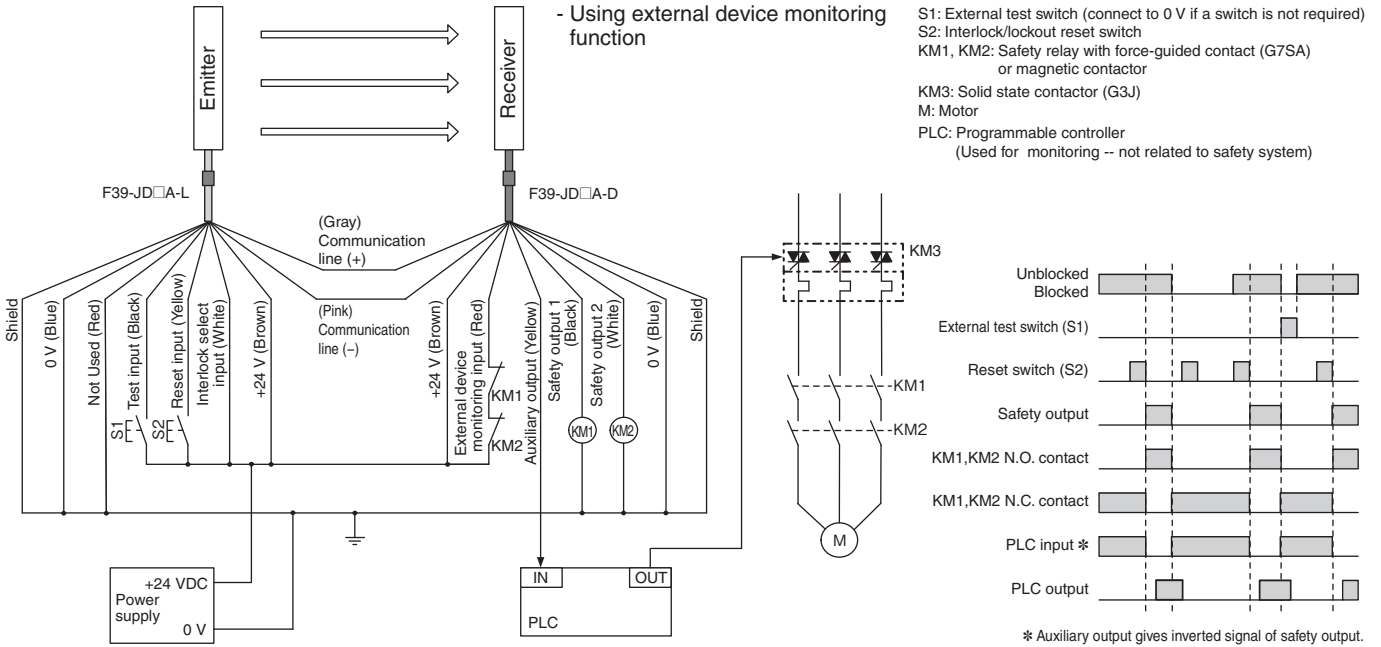 - Using external device monitoring
function
S1: External test switch (connect to 0 V if a switch is not required)
S2: Interlock/lockout reset switch
KM1, KM2: Safety relay with force-guided contact (G7SA)
or magnetic contactor
KM3: Solid state contactor (G3J)
M: Motor
PLC: Programmable controller
(Used for monitoring -- not related to safety system)
Emitter
Receiver
F39-JD□A-L
F39-JD□A-D
(Gray)
Communication
line (+)
(Pink)
Communication
line (−)
Shield
0 V (Blue)
Not Used (Red)
Test input (Black)
Reset input (Yellow)
Interlock select
input (White)
+24 V (Brown)
+24 V (Brown)
External device
monitoring input (Red)
Auxiliary output (Yellow)
Safety output 1
(Black)
Safety output 2
(White)
0 V (Blue)
Shield
S1
S2
KM1
KM2
KM1
KM2
KM3
KM1
KM2
M
+24 VDC
Power
supply
0 V
IN
OUT
PLC
Unblocked
Blocked
External test switch (S1)
Reset switch (S2)
Safety output
KM1,KM2 N.O. contact
KM1,KM2 N.C. contact
PLC input ✻
PLC output
✻ Auxiliary output gives inverted signal of safety output.